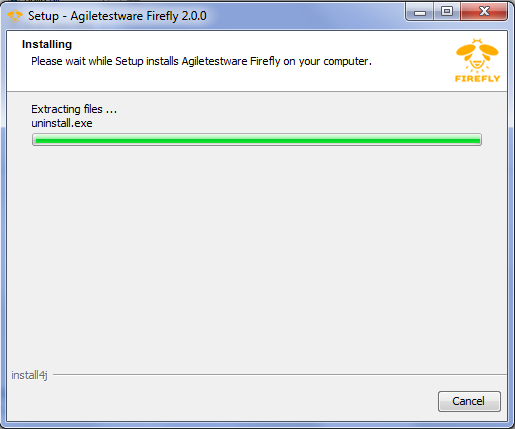 Setup - Agiletestware Firefly 2.0.0
Installing
Please wait while Setup installs Agiletestware Firefly on your computer.
FIREFLY
Extracting files ...
uninstall.exe
install4j
Cancel